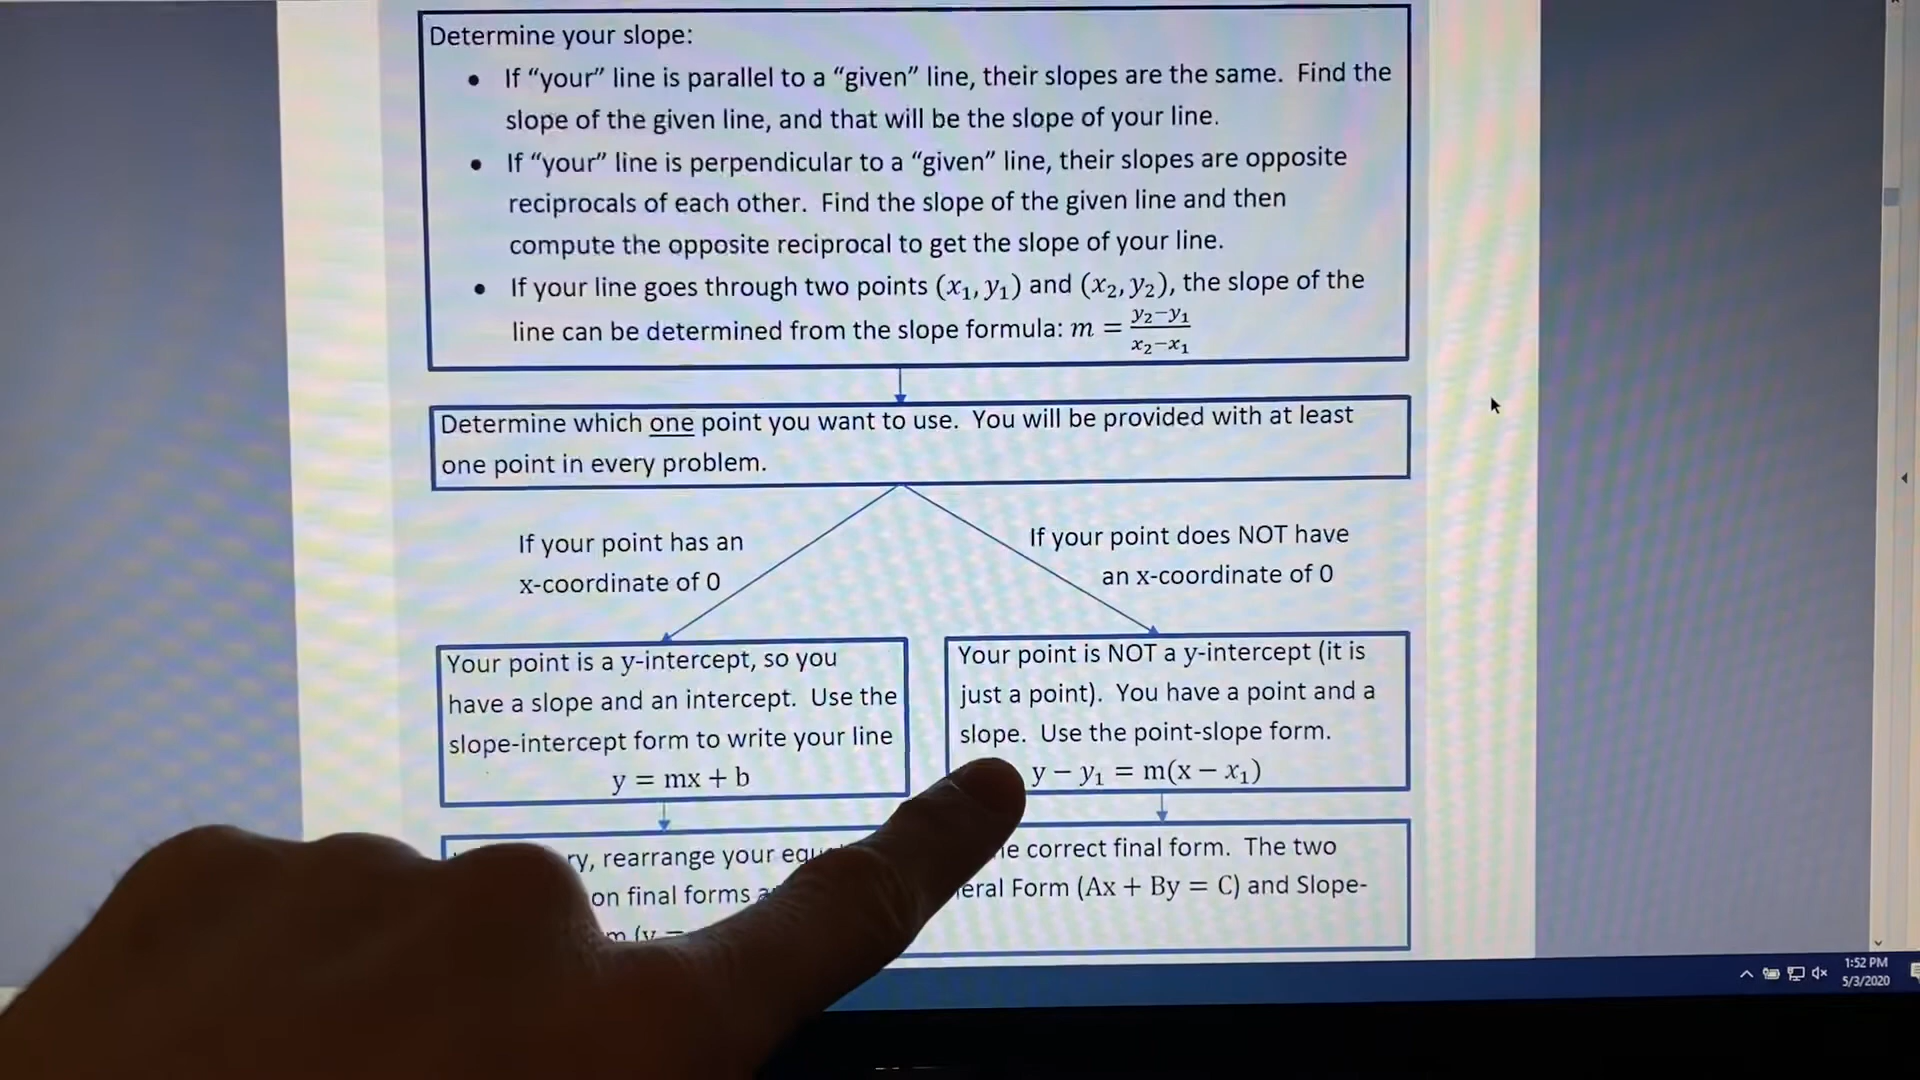 Determine your slope:
• If “your” line is parallel to a “given” line, their slopes are the same. Find the
slope of the given line, and that will be the slope of your line.
• If “your” line is perpendicular to a “given” line, their slopes are opposite
reciprocals of each other. Find the slope of the given line and then
compute the opposite reciprocal to get the slope of your line.
• If your line goes through two points (x₁, y₁) and (x₂, y₂), the slope of the
line can be determined from the slope formula: m = (y₂−y₁)/(x₂−x₁)
Determine which one point you want to use. You will be provided with at least
one point in every problem.
If your point has an
x-coordinate of 0
If your point does NOT have
an x-coordinate of 0
Your point is a y-intercept, so you
have a slope and an intercept. Use the
slope-intercept form to write your line
y = mx + b
Your point is NOT a y-intercept (it is
just a point). You have a point and a
slope. Use the point-slope form.
y − y₁ = m(x − x₁)
rearrange your correct final form. The two
on final forms Form (Ax + By = C) and Slope-
1:52 PM
5/3/2020